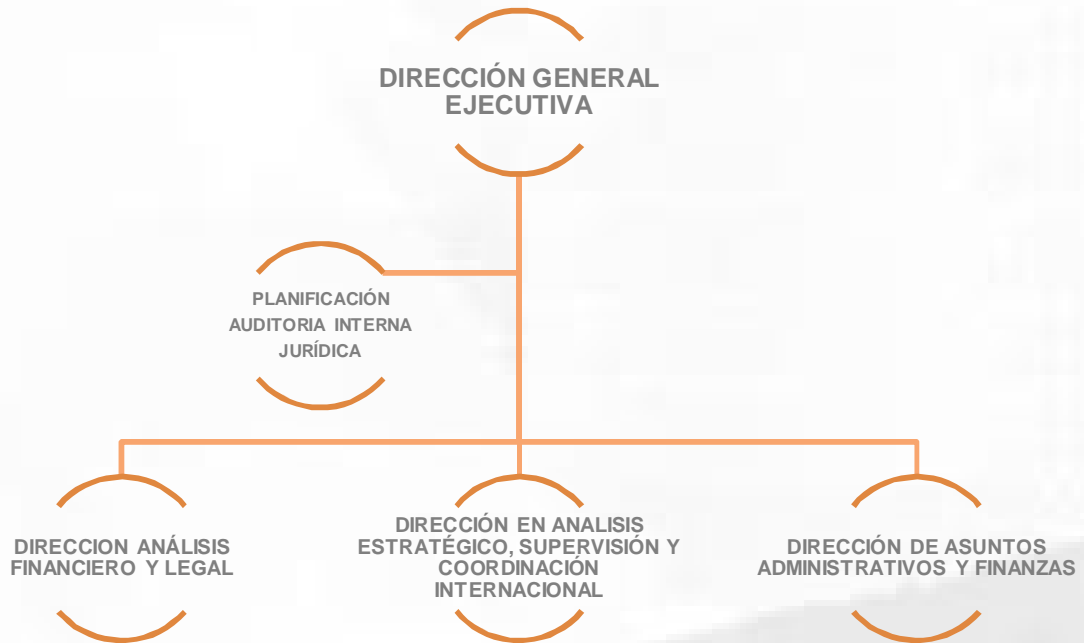 DIRECCIÓN GENERAL
EJECUTIVA
PLANIFICACIÓN
AUDITORIA INTERNA
JURÍDICA
DIRECCION ANÁLISIS
FINANCIERO Y LEGAL
DIRECCIÓN EN ANALISIS
ESTRATÉGICO, SUPERVISIÓN Y
COORDINACIÓN
INTERNACIONAL
DIRECCIÓN DE ASUNTOS
ADMINISTRATIVOS Y FINANZAS